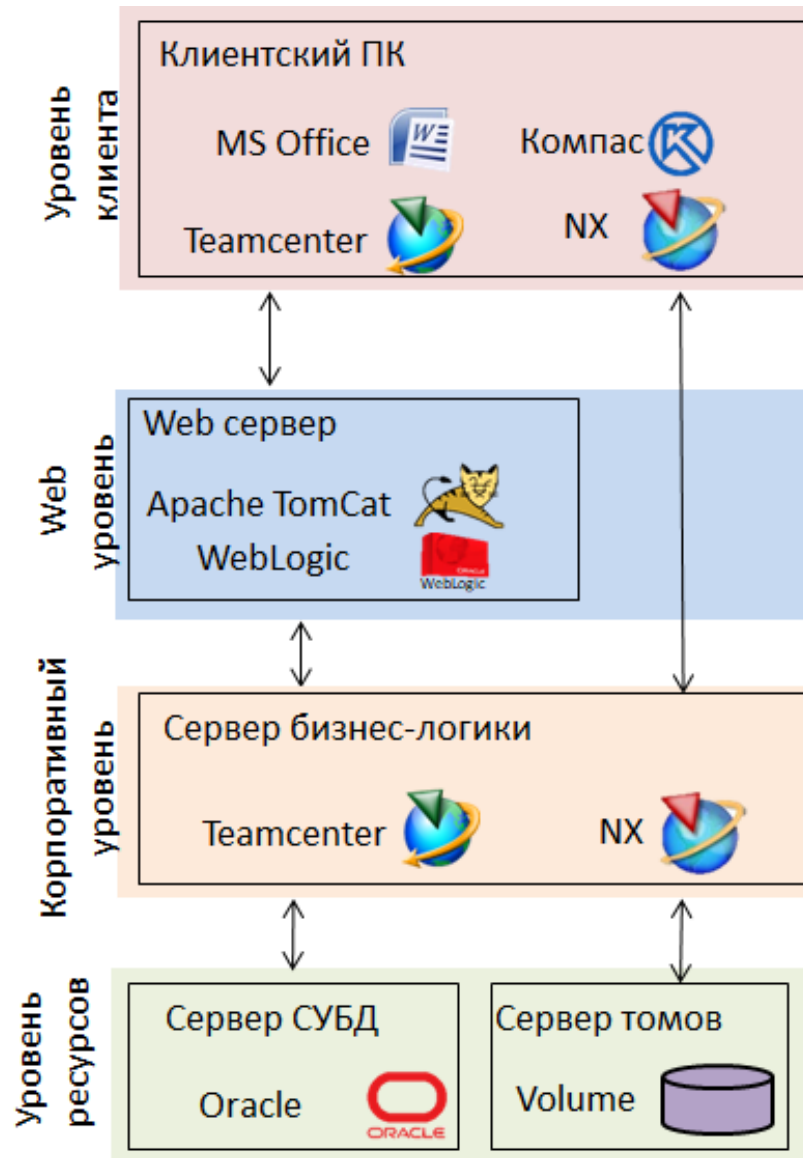 Уровень
клиента
Клиентский ПК
MS Office
W
Компас
Teamcenter
NX
Web
уровень
Web сервер
Apache TomCat
WebLogic
ORACLE
WebLogic
Корпоративный
уровень
Сервер бизнес-логики
Teamcenter
NX
Уровень
ресурсов
Сервер СУБД
Oracle
ORACLE
Сервер томов
Volume